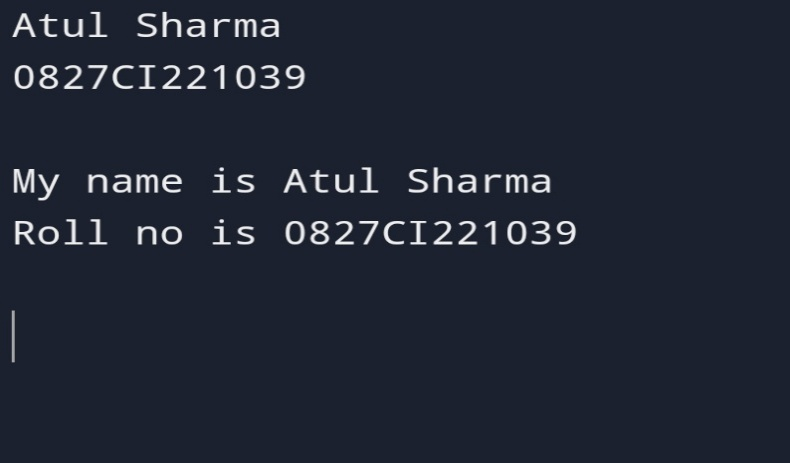 Atul Sharma
0827CI221039
My name is Atul Sharma
Roll no is 0827CI221039